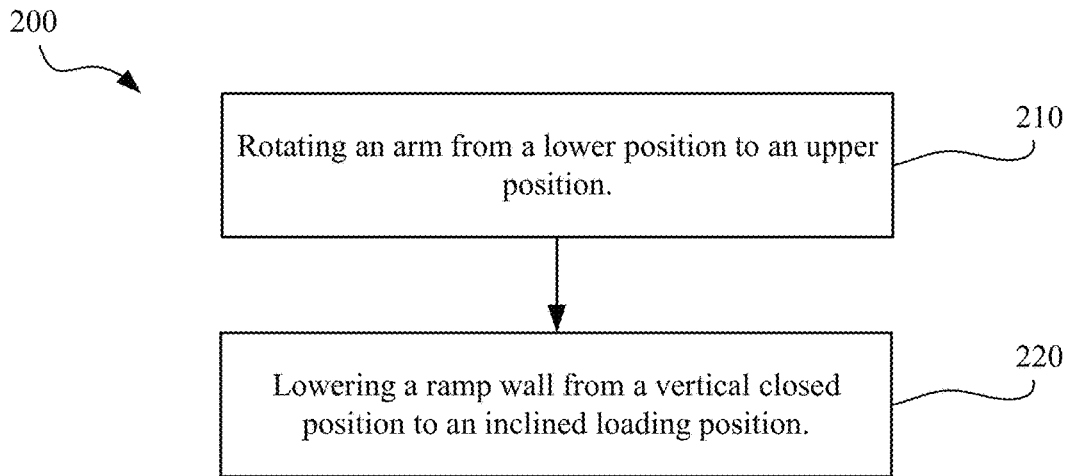 200
210
Rotating an arm from a lower position to an upper
position.
220
Lowering a ramp wall from a vertical closed
position to an inclined loading position.